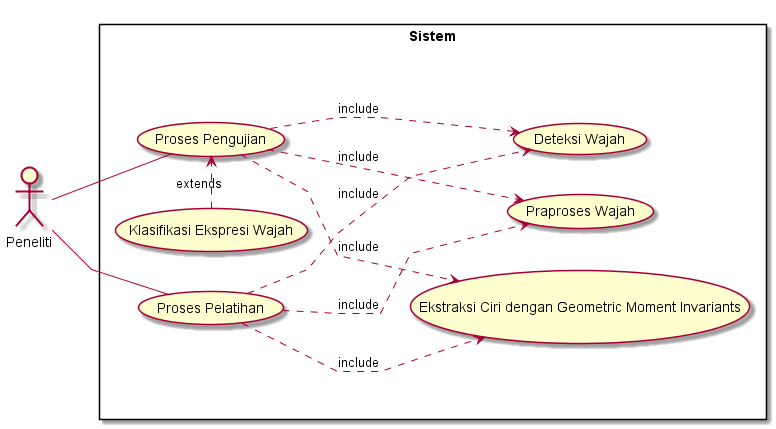 Sistem
include
Proses Pengujian
Deteksi Wajah
include
extends
include
Praproses Wajah
Klasifikasi Ekspresi Wajah
Peneliti
include
include
Proses Pelatihan
Ekstraksi Ciri dengan Geometric Moment Invariants
include